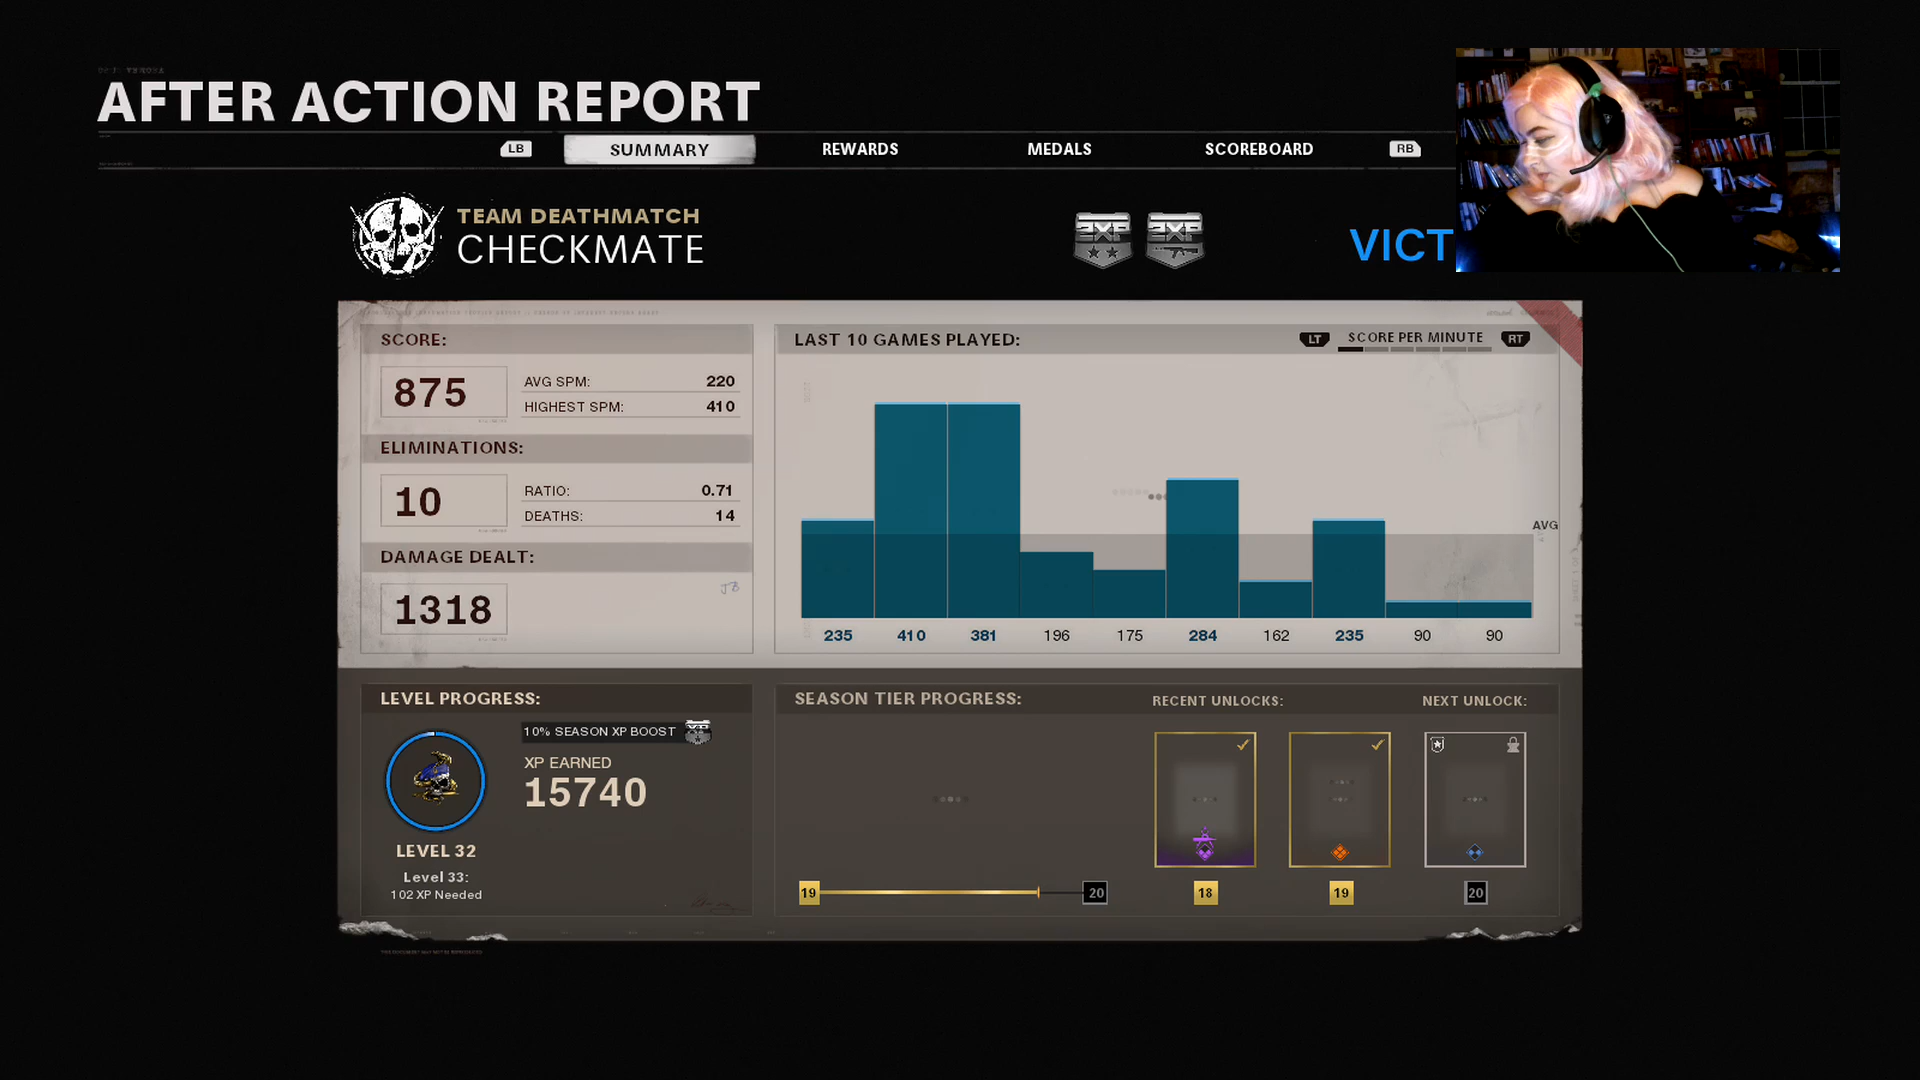 AFTER ACTION REPORT
LB SUMMARY REWARDS MEDALS SCOREBOARD RB
TEAM DEATHMATCH
CHECKMATE
2XP 2XP
VICT
SCORE:
875
AVG SPM: 220
HIGHEST SPM: 410
ELIMINATIONS:
10
RATIO: 0.71
DEATHS: 14
DAMAGE DEALT:
1318
JB
LAST 10 GAMES PLAYED:
LT SCORE PER MINUTE RT
AVG
235 410 381 196 175 284 162 235 90 90
LEVEL PROGRESS:
10% SEASON XP BOOST
XP EARNED
15740
LEVEL 32
Level 33:
102 XP Needed
SEASON TIER PROGRESS:
19 20
RECENT UNLOCKS:
18 19
NEXT UNLOCK:
20